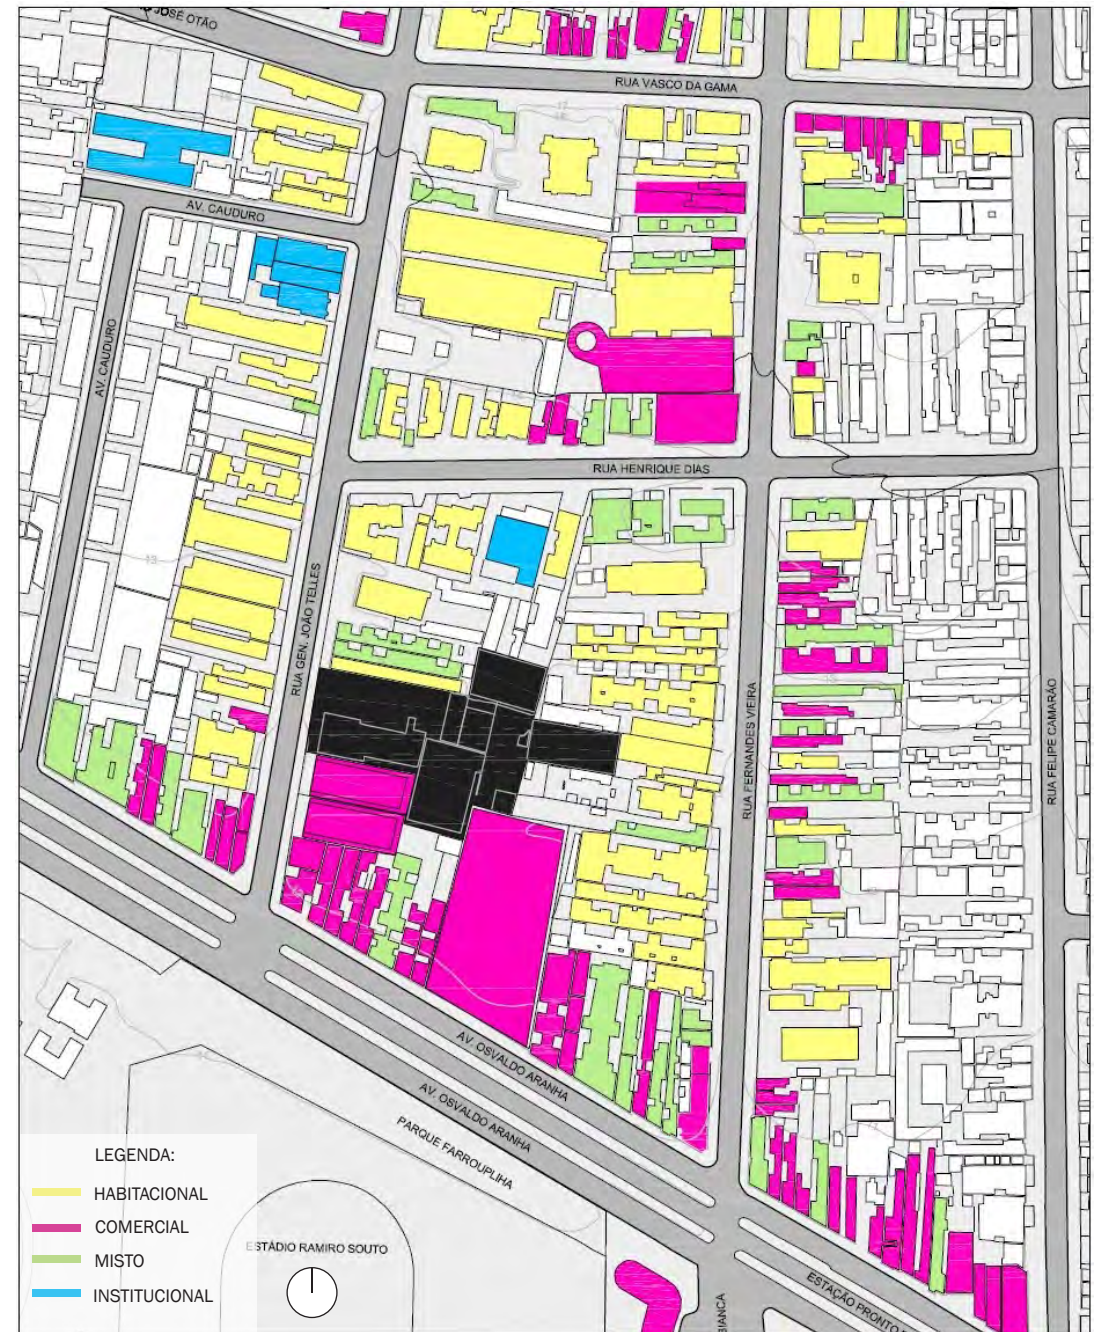 JOSÉ OTÃO
RUA VASCO DA GAMA
AV. CAUDURO
AV. CAUDURO
RUA HENRIQUE DIAS
RUA GEN. JOÃO TELLES
RUA FERNANDES VIEIRA
RUA FELIPE CAMARÃO
AV. OSVALDO ARANHA
AV. OSVALDO ARANHA
PARQUE FARROUPLIHA
ESTÁDIO RAMIRO SOUTO
ESTAÇÃO PRONTO
LEGENDA:
HABITACIONAL
COMERCIAL
MISTO
INSTITUCIONAL